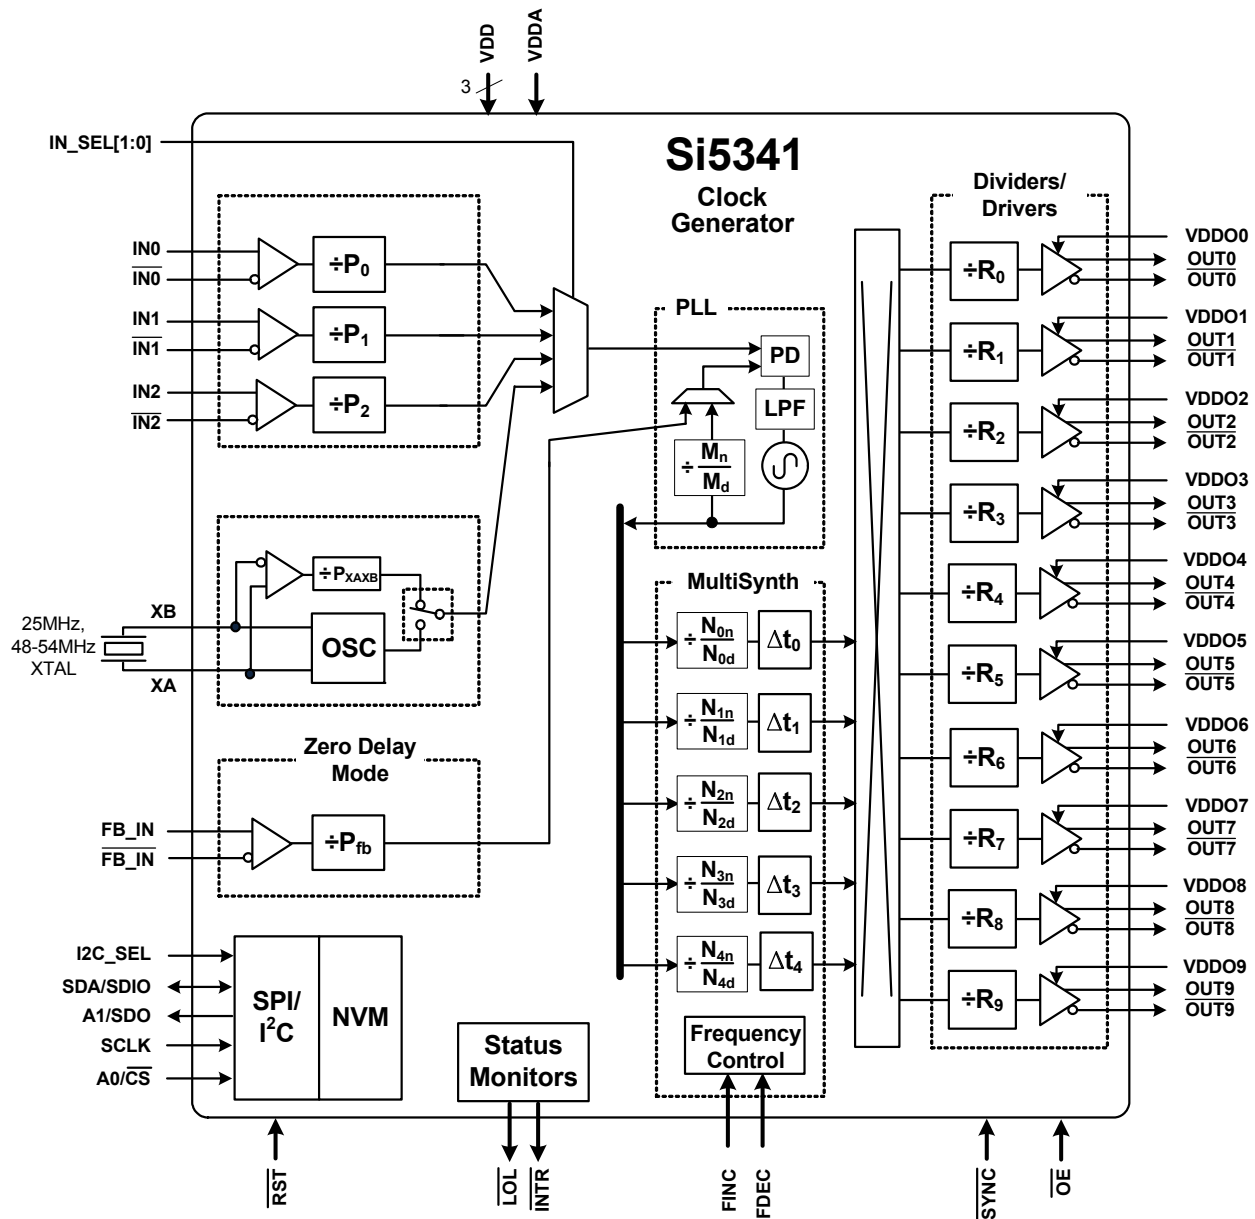 VDD
VDDA
3
IN_SEL[1:0]
Si5341
Clock
Generator
Dividers/
Drivers
IN0
IN0
÷P0
IN1
IN1
÷P1
IN2
IN2
÷P2
PLL
PD
LPF
÷ Mn
Md
÷PXAXB
OSC
XB
25MHz,
48-54MHz
XTAL
XA
Zero Delay
Mode
FB_IN
FB_IN
÷Pfb
MultiSynth
÷ N0n
N0d
Δt0
÷ N1n
N1d
Δt1
÷ N2n
N2d
Δt2
÷ N3n
N3d
Δt3
÷ N4n
N4d
Δt4
Frequency
Control
÷R0
VDDO0
OUT0
OUT0
÷R1
VDDO1
OUT1
OUT1
÷R2
VDDO2
OUT2
OUT2
÷R3
VDDO3
OUT3
OUT3
÷R4
VDDO4
OUT4
OUT4
÷R5
VDDO5
OUT5
OUT5
÷R6
VDDO6
OUT6
OUT6
÷R7
VDDO7
OUT7
OUT7
÷R8
VDDO8
OUT8
OUT8
÷R9
VDDO9
OUT9
OUT9
I2C_SEL
SDA/SDIO
A1/SDO
SCLK
A0/CS
SPI/
I²C
NVM
Status
Monitors
RST
LOL
INTR
FINC
FDEC
SYNC
OE